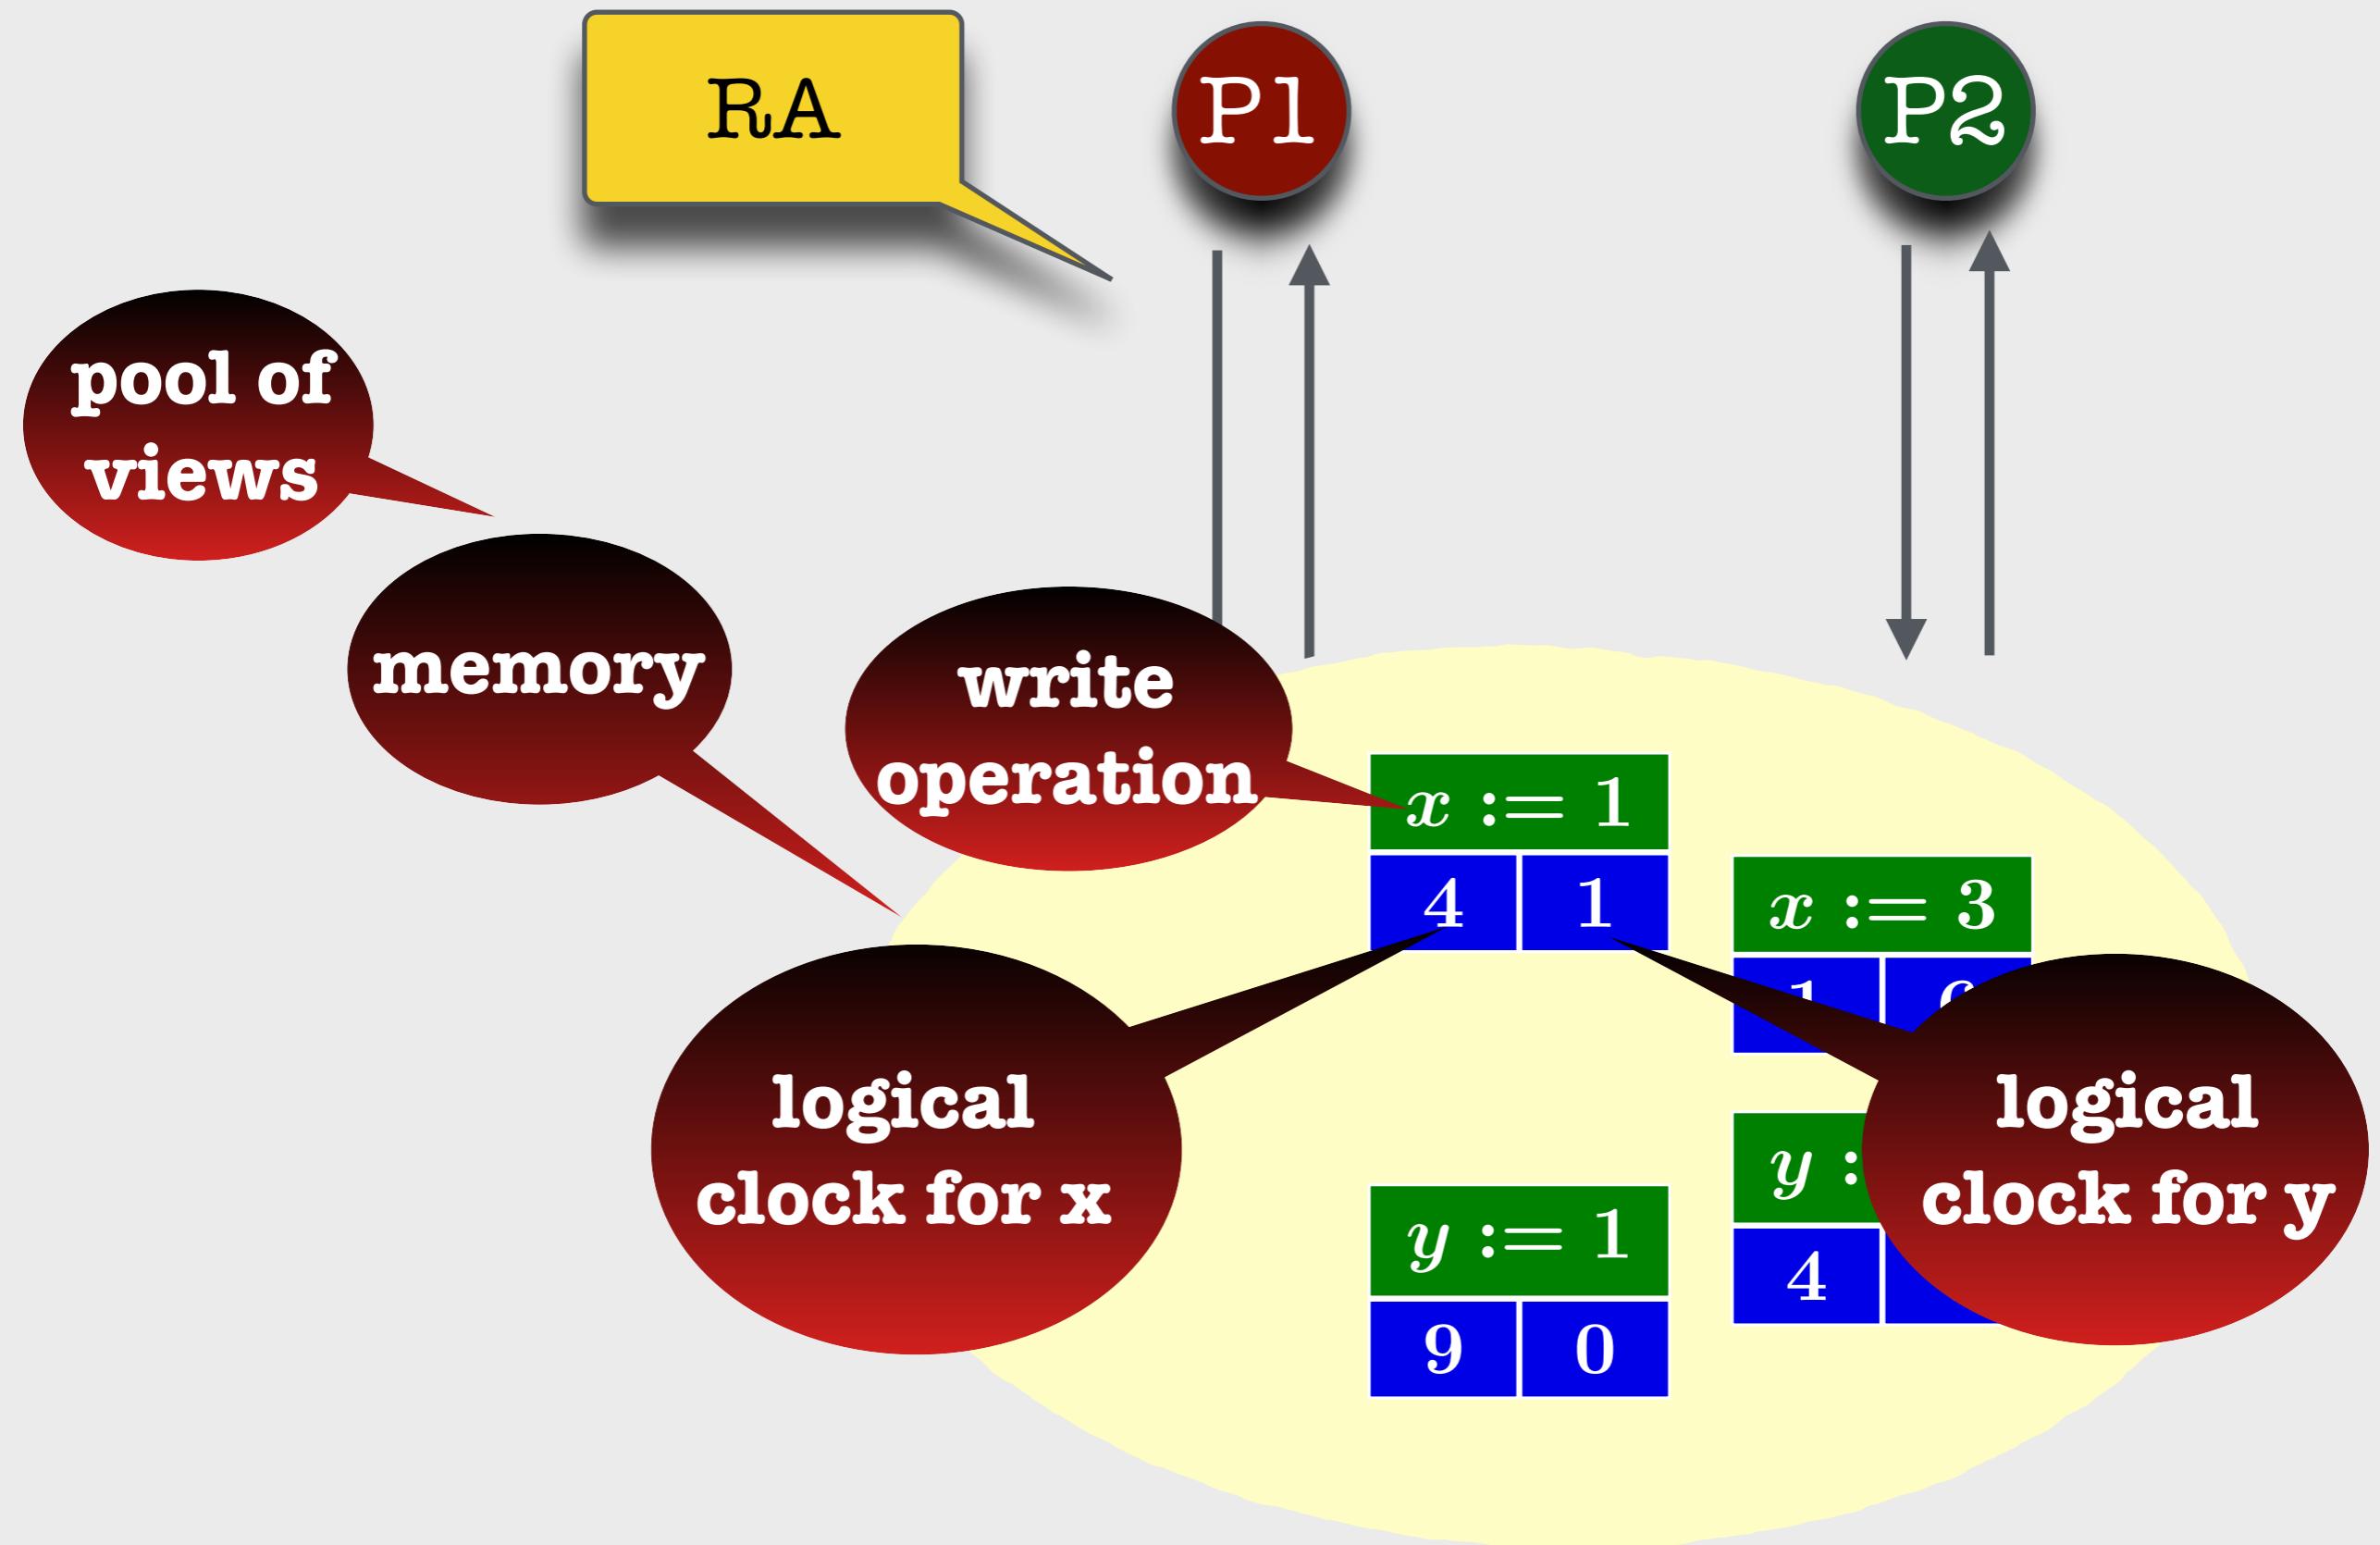 RA
P1
P2
pool of
views
memory
write
operation
x := 1
4 1
x := 3
1
logical
clock for x
logical
clock for y
y :
4
y := 1
9 0